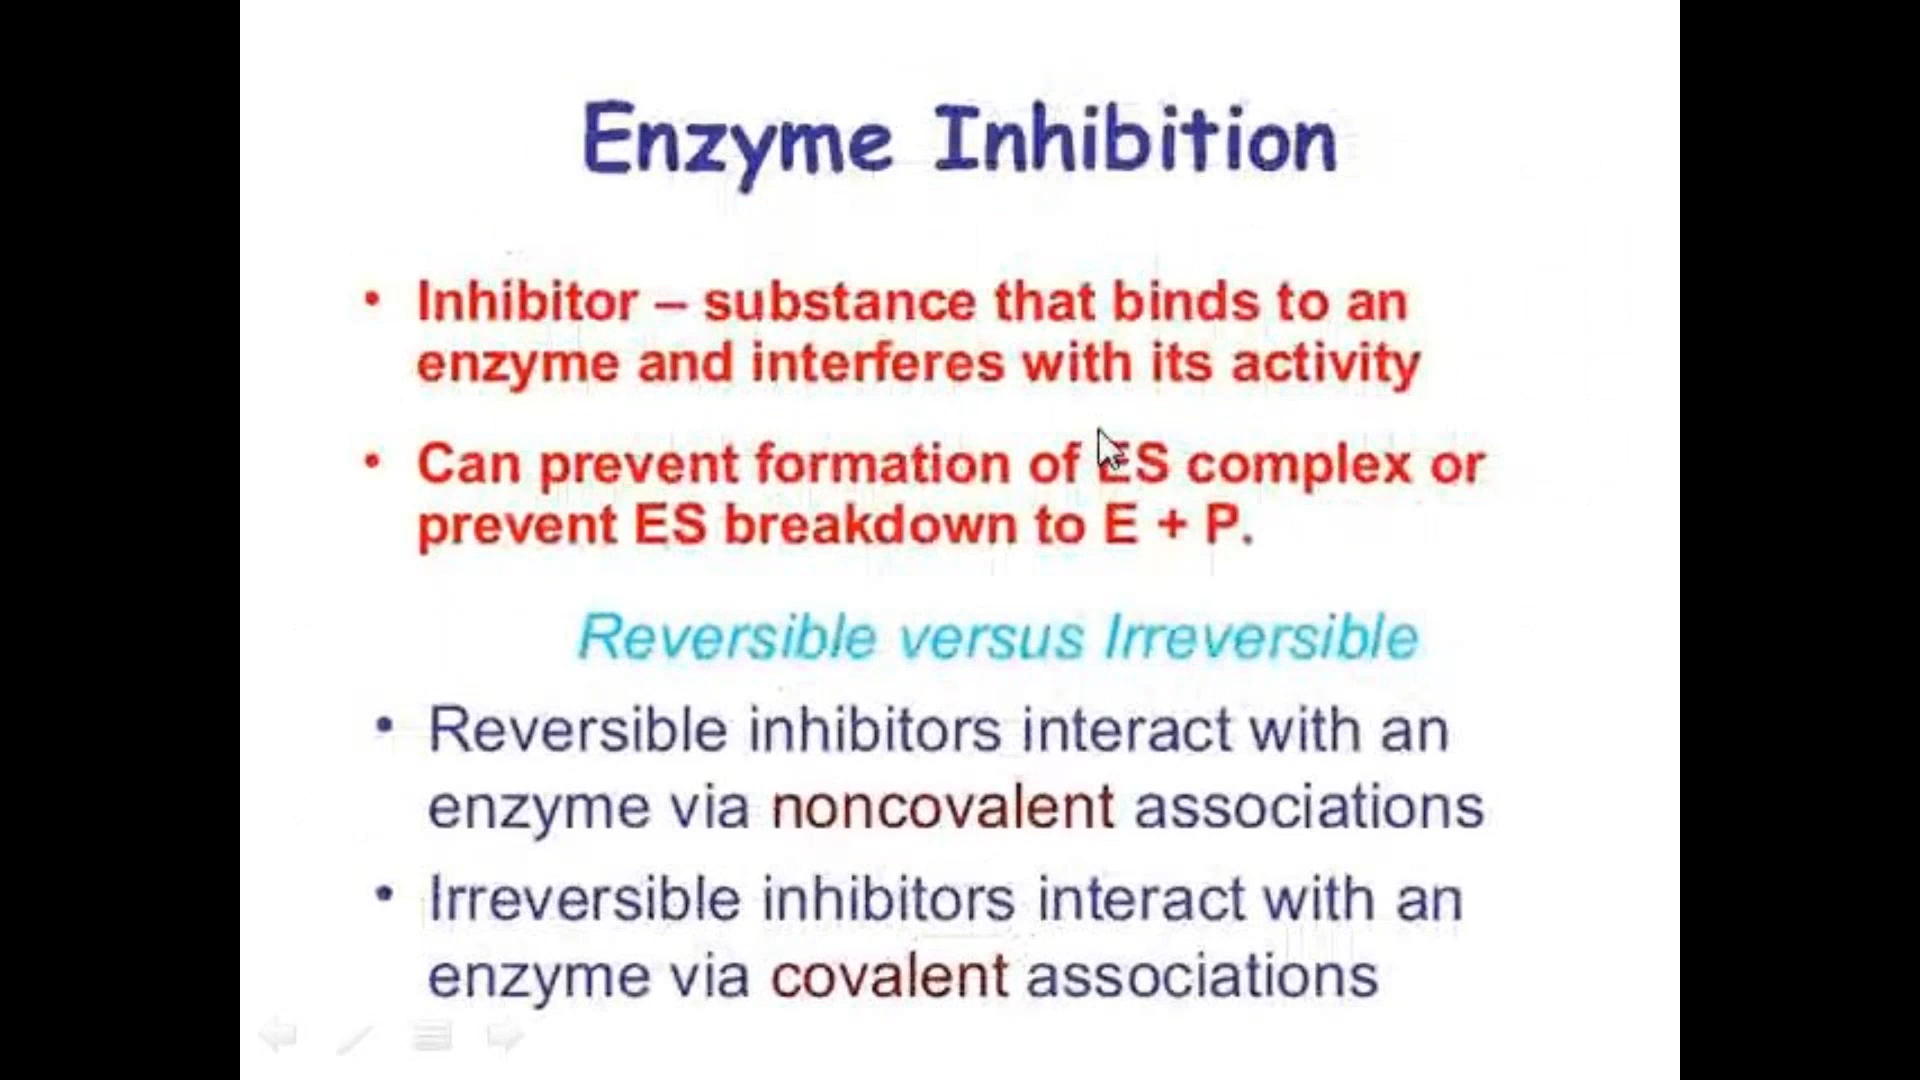 Enzyme Inhibition
• Inhibitor – substance that binds to an
enzyme and interferes with its activity
• Can prevent formation of ES complex or
prevent ES breakdown to E + P.
Reversible versus Irreversible
• Reversible inhibitors interact with an
enzyme via noncovalent associations
• Irreversible inhibitors interact with an
enzyme via covalent associations